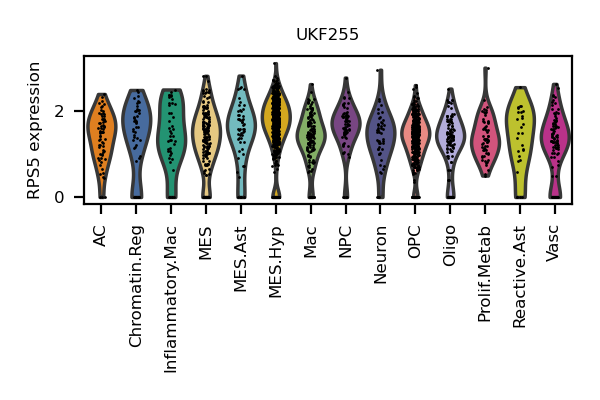 UKF255
RPS5 expression
2
0
AC
Chromatin.Reg
Inflammatory.Mac
MES
MES.Ast
MES.Hyp
Mac
NPC
Neuron
OPC
Oligo
Prolif.Metab
Reactive.Ast
Vasc